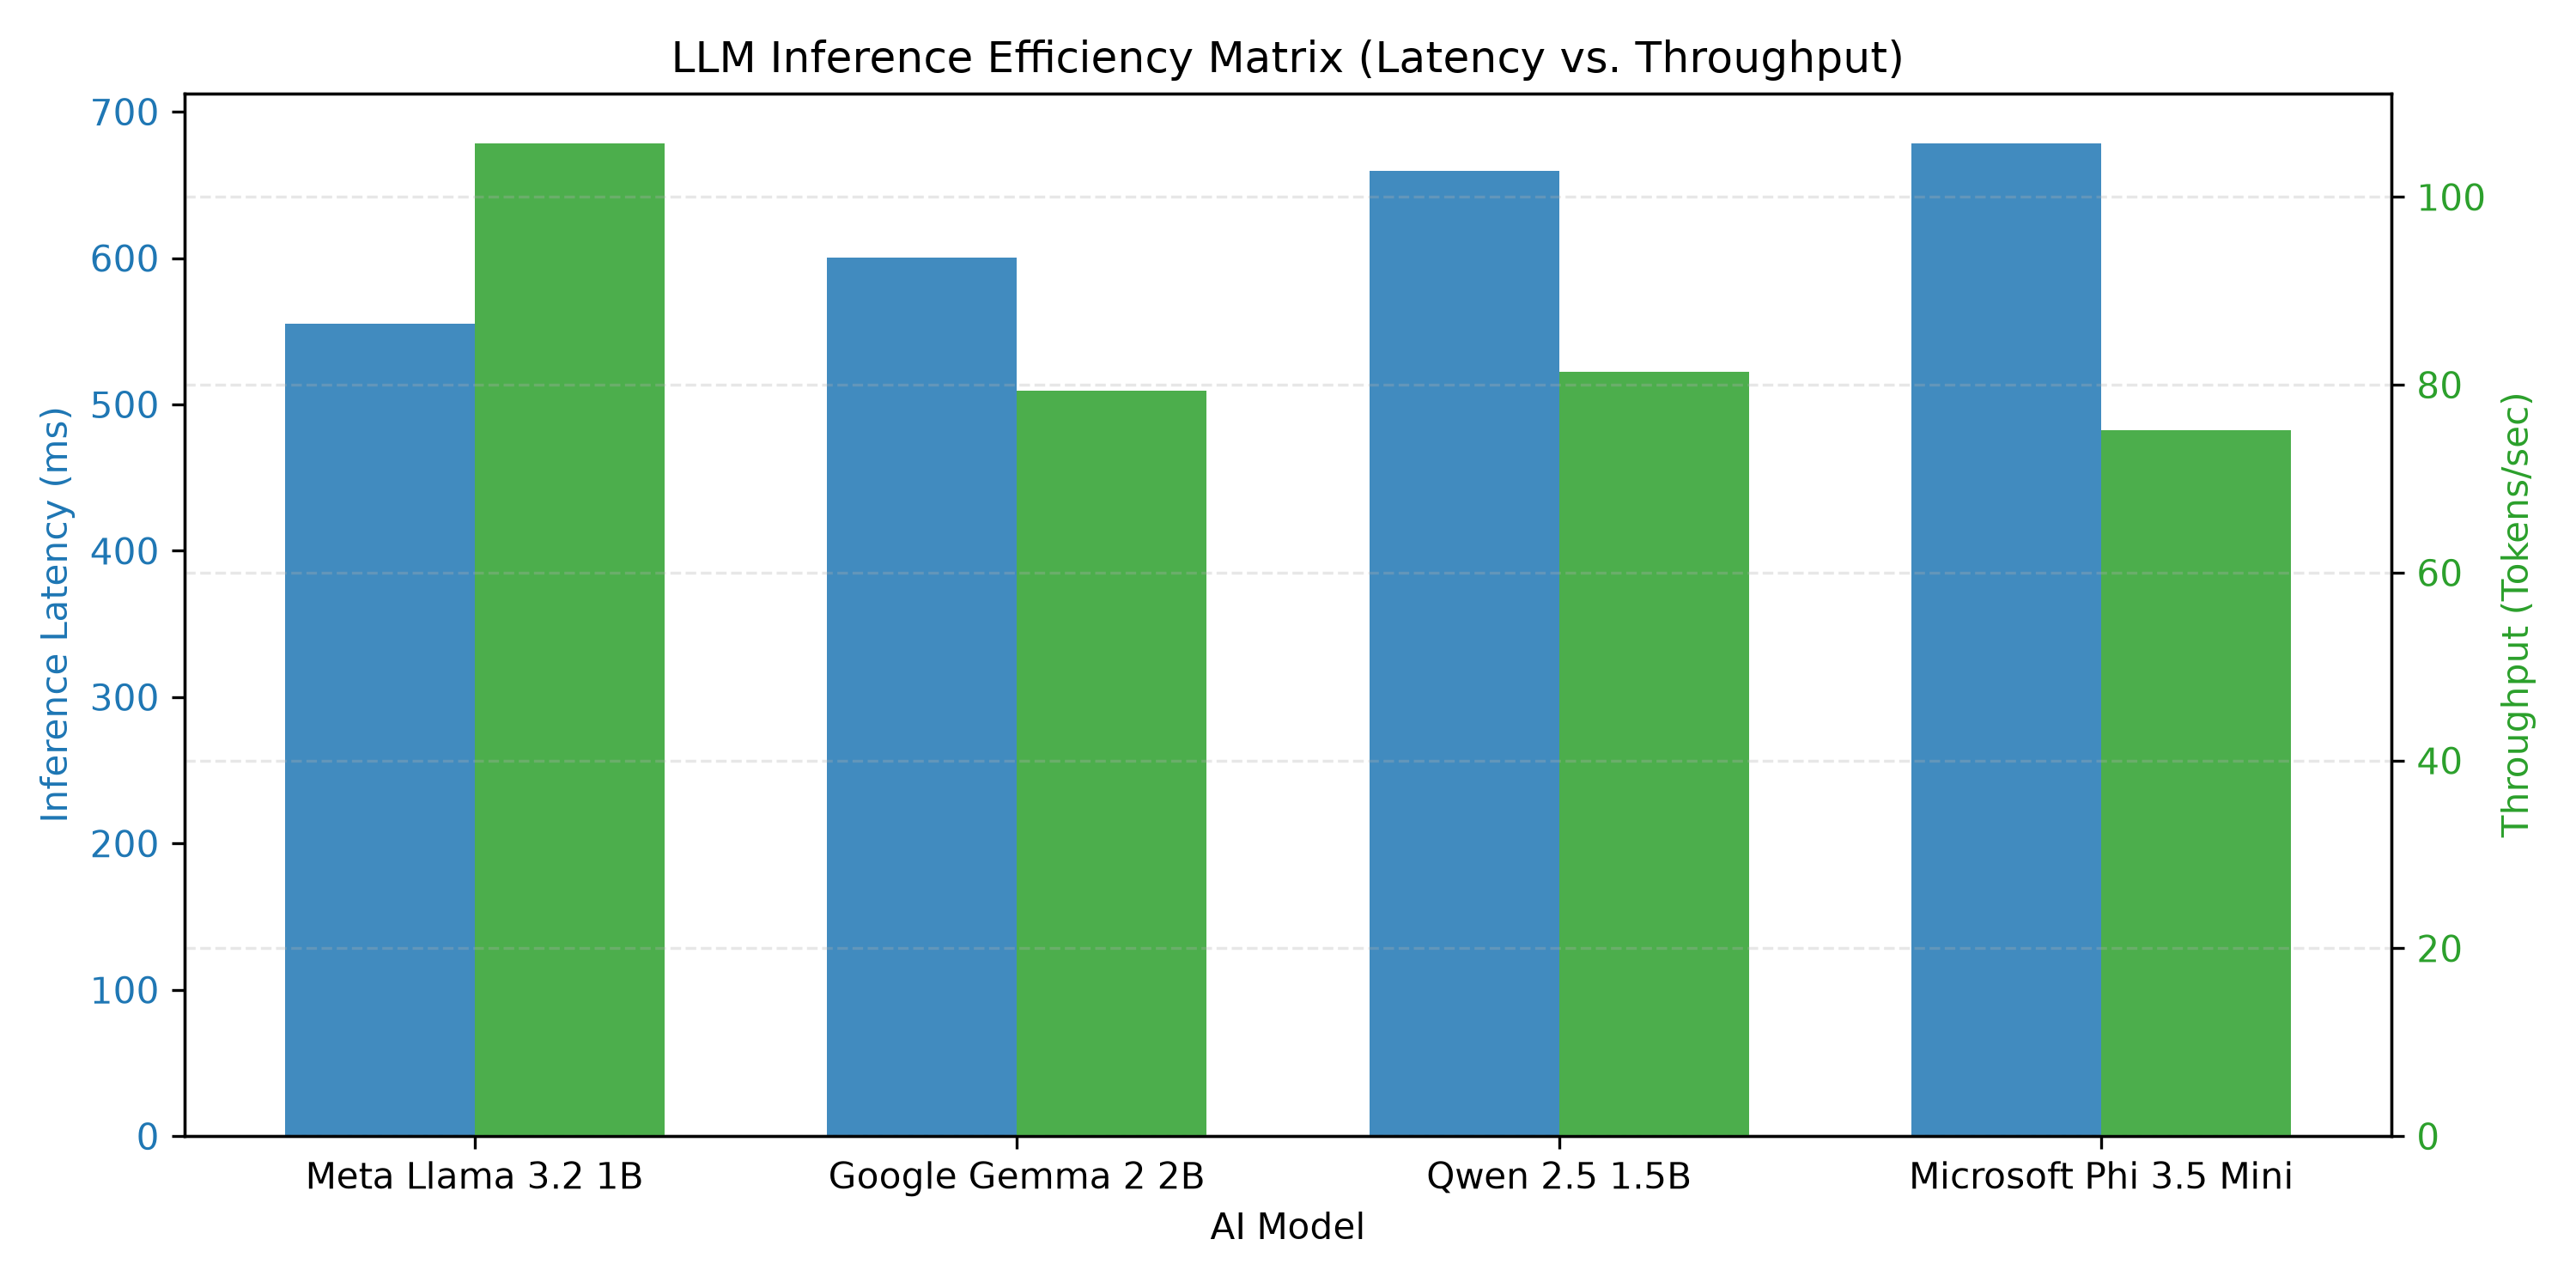 LLM Inference Efficiency Matrix (Latency vs. Throughput)
Inference Latency (ms)
700
600
500
400
300
200
100
0
100
80
60
40
20
0
Throughput (Tokens/sec)
Meta Llama 3.2 1B
Google Gemma 2 2B
Qwen 2.5 1.5B
Microsoft Phi 3.5 Mini
AI Model